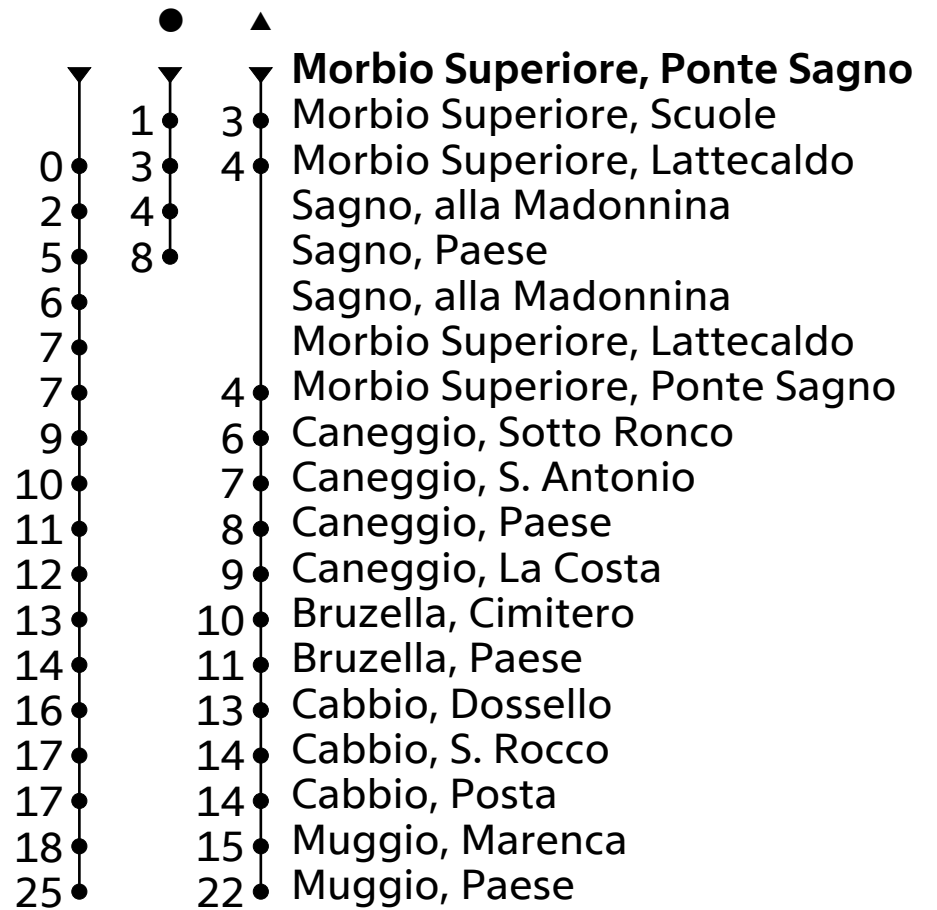 Morbio Superiore, Ponte Sagno
1 3 Morbio Superiore, Scuole
0 3 4 Morbio Superiore, Lattecaldo
2 4 Sagno, alla Madonnina
5 8 Sagno, Paese
6 Sagno, alla Madonnina
7 Morbio Superiore, Lattecaldo
7 4 Morbio Superiore, Ponte Sagno
9 6 Caneggio, Sotto Ronco
10 7 Caneggio, S. Antonio
11 8 Caneggio, Paese
12 9 Caneggio, La Costa
13 10 Bruzella, Cimitero
14 11 Bruzella, Paese
16 13 Cabbio, Dossello
17 14 Cabbio, S. Rocco
17 14 Cabbio, Posta
18 15 Muggio, Marenca
25 22 Muggio, Paese